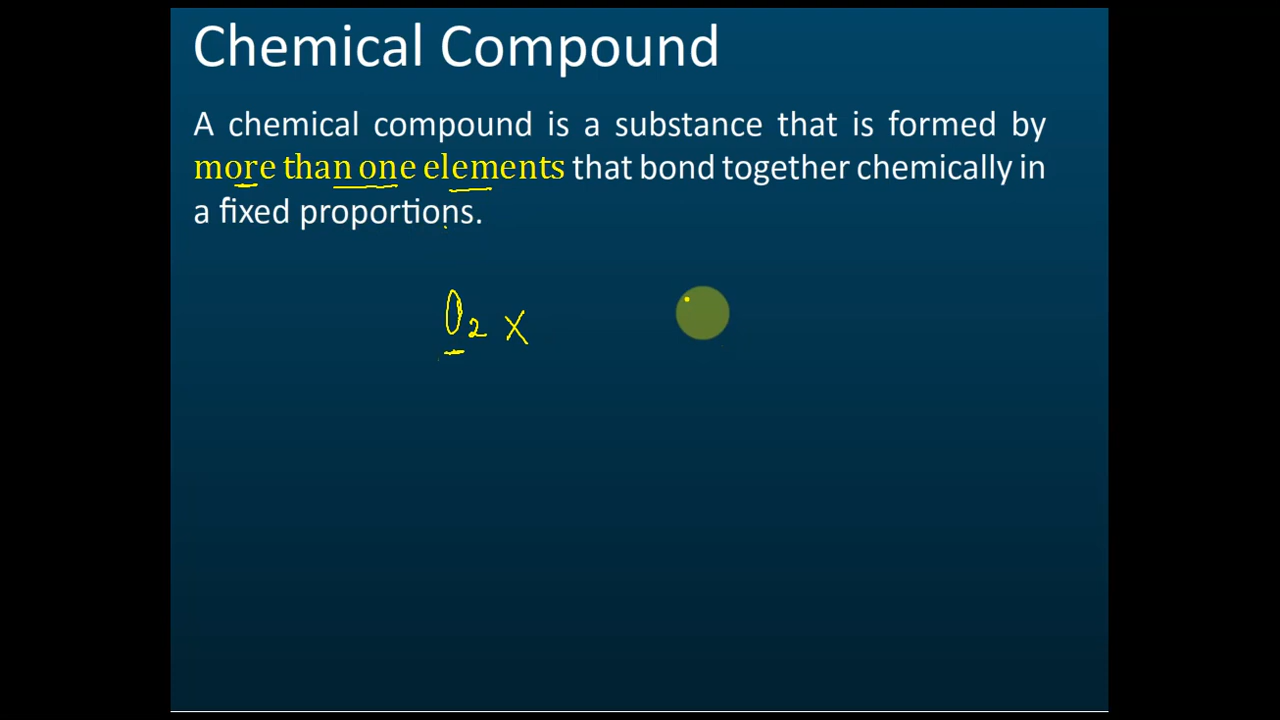 Chemical Compound
A chemical compound is a substance that is formed by
more than one elements that bond together chemically in
a fixed proportions.
O₂ X